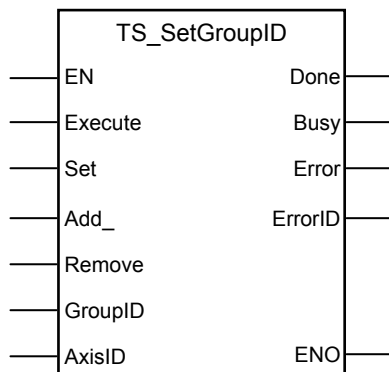 TS_SetGroupID
EN Done
Execute Busy
Set Error
Add_ ErrorID
Remove
GroupID
AxisID ENO